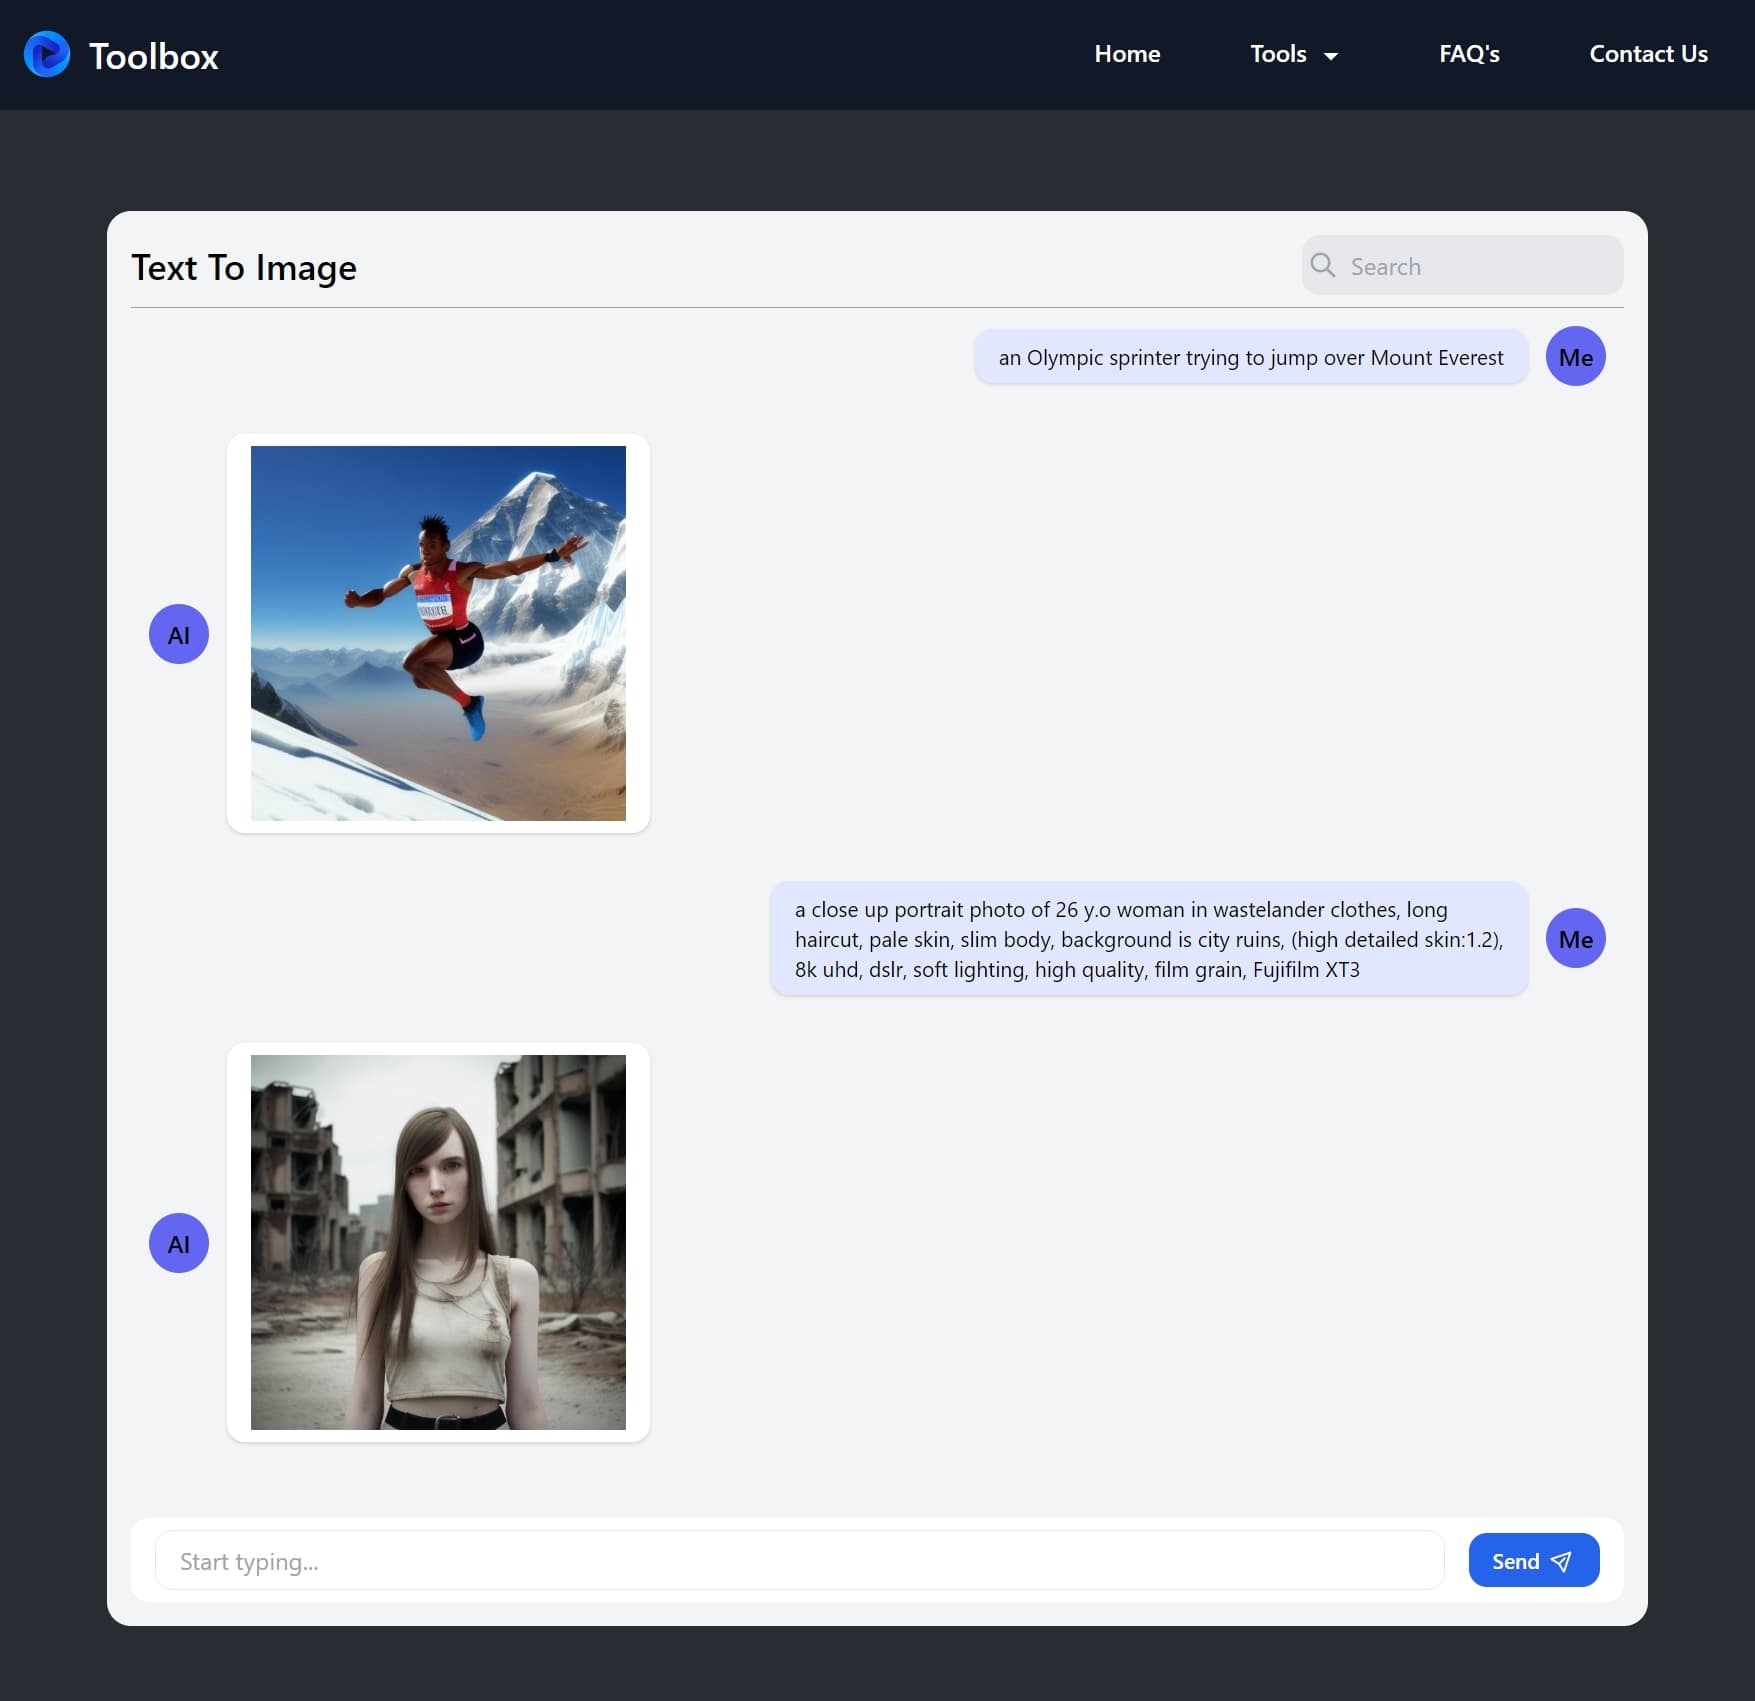 Toolbox
Home
Tools
FAQ's
Contact Us
Text To Image
Search
an Olympic sprinter trying to jump over Mount Everest
Me
AI
a close up portrait photo of 26 y.o woman in wastelander clothes, long
haircut, pale skin, slim body, background is city ruins, (high detailed skin:1.2),
8k uhd, dslr, soft lighting, high quality, film grain, Fujifilm XT3
Me
AI
Start typing...
Send